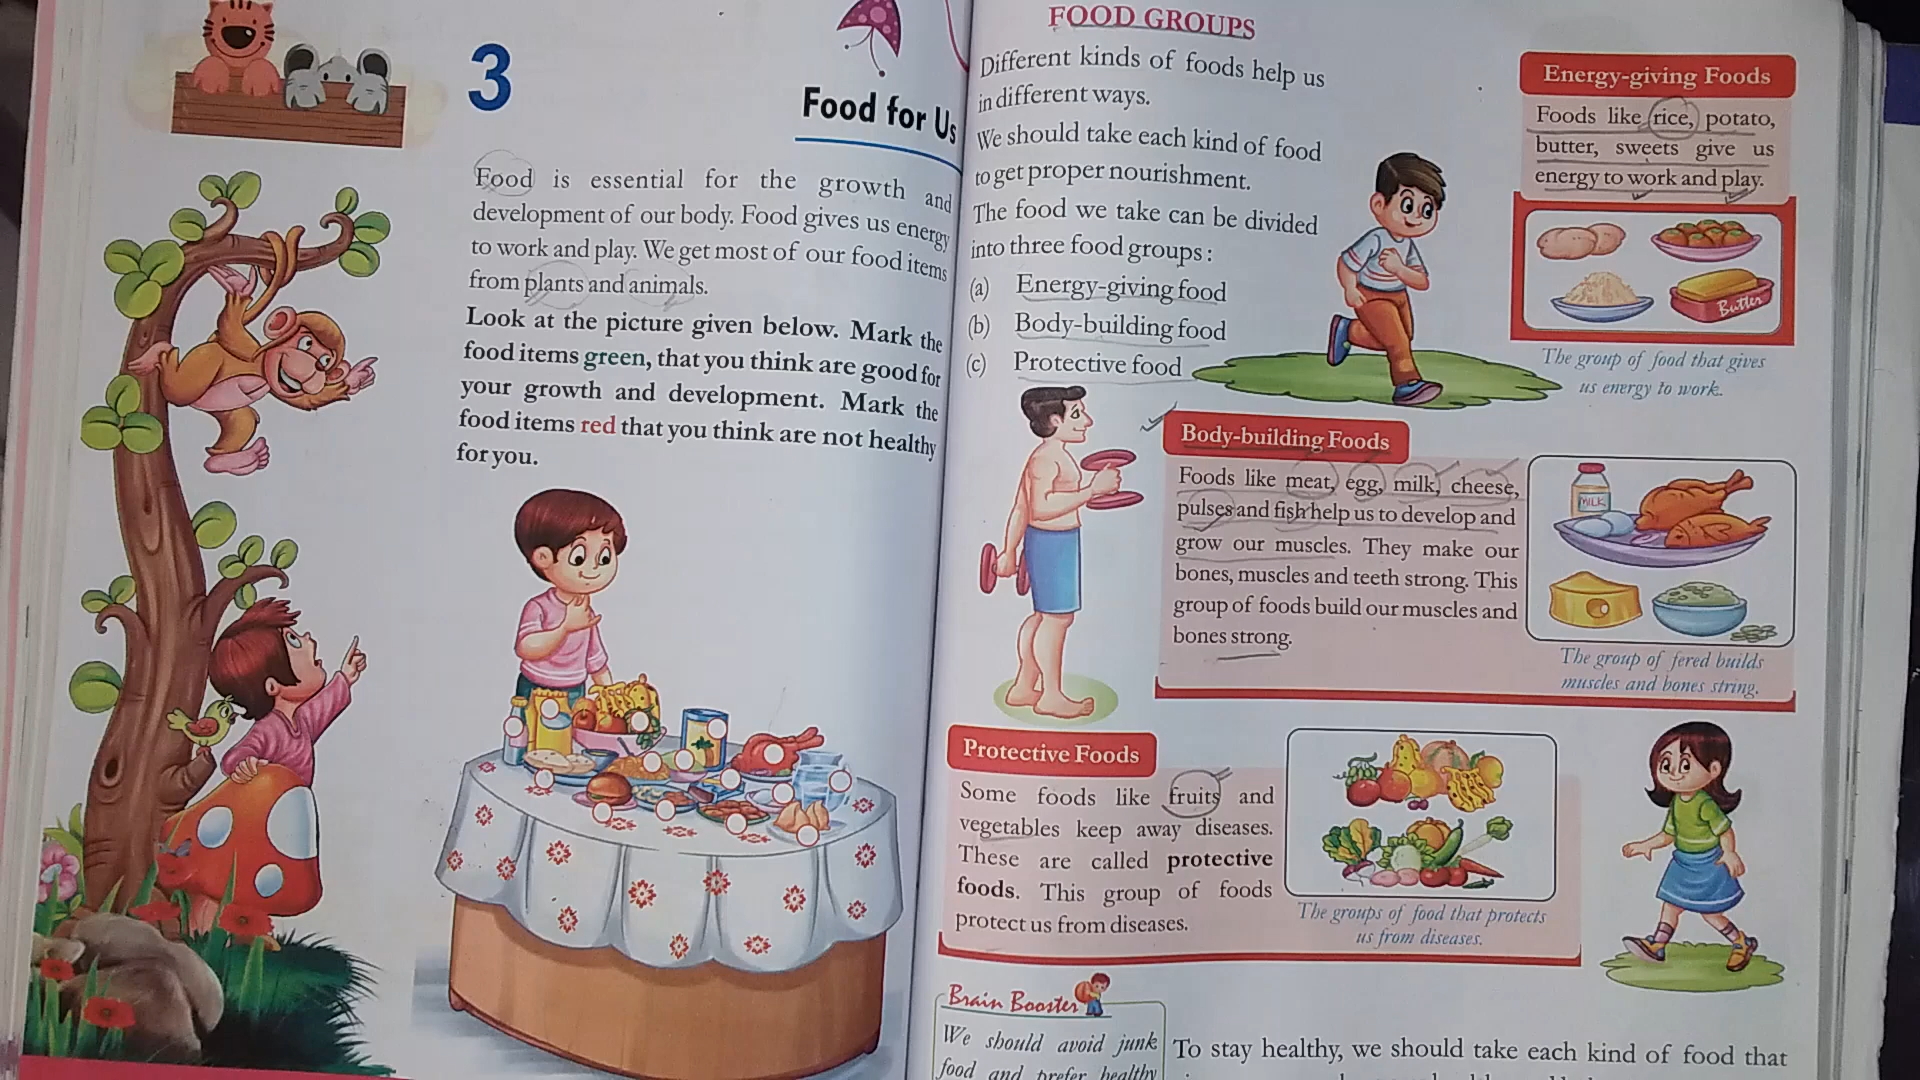 3
Food for Us
Food is essential for the growth and
development of our body. Food gives us energy
to work and play. We get most of our food items
from plants and animals.
Look at the picture given below. Mark the
food items green, that you think are good for
your growth and development. Mark the
food items red that you think are not healthy
for you.
FOOD GROUPS
Different kinds of foods help us
in different ways.
We should take each kind of food
to get proper nourishment.
The food we take can be divided
into three food groups:
(a) Energy-giving food
(b) Body-building food
(c) Protective food
Energy-giving Foods
Foods like rice, potato,
butter, sweets give us
energy to work and play.
Butter
The group of food that gives
us energy to work.
Body-building Foods
Foods like meat, egg, milk, cheese,
pulses and fish help us to develop and
grow our muscles. They make our
bones, muscles and teeth strong. This
group of foods build our muscles and
bones strong.
MILK
The group of fered builds
muscles and bones string.
Protective Foods
Some foods like fruits and
vegetables keep away diseases.
These are called protective
foods. This group of foods
protect us from diseases.
The groups of food that protects
us from diseases.
Brain Booster
We should avoid junk
food and prefer healthy
To stay healthy, we should take each kind of food that